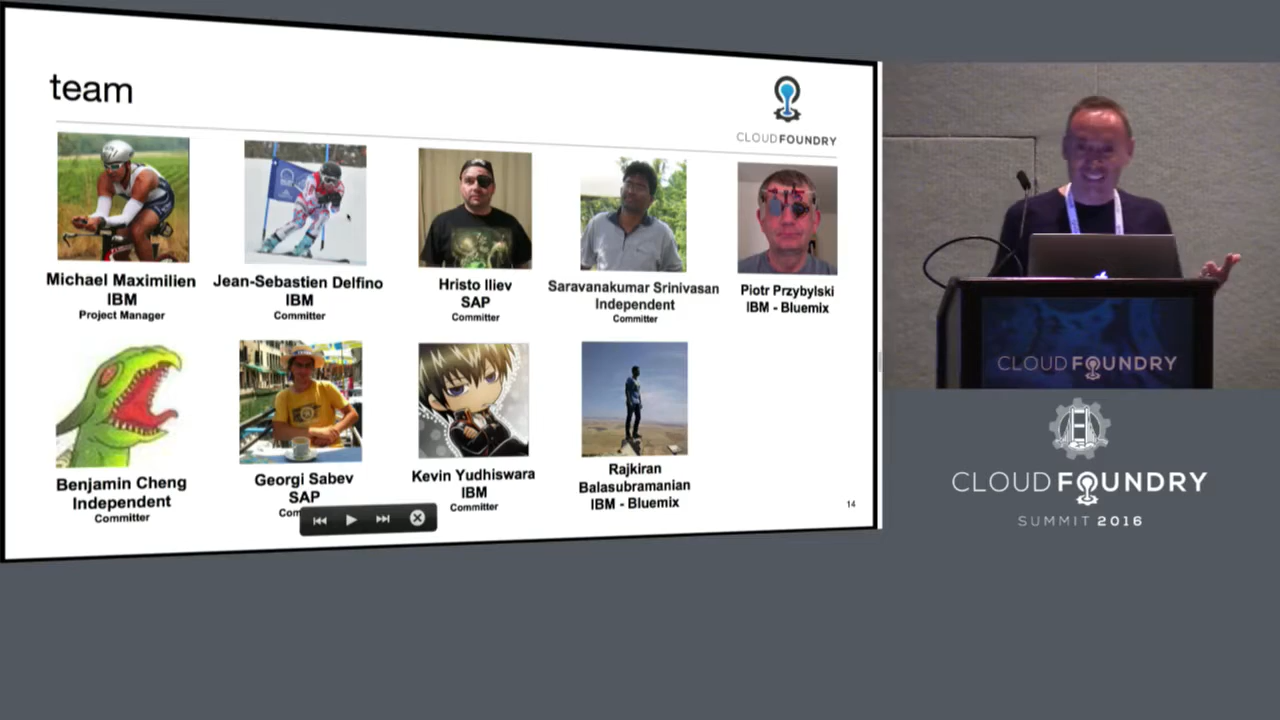 team
CLOUDFOUNDRY
Michael Maximilien
IBM
Project Manager
Jean-Sebastien Delfino
IBM
Committer
Hristo Iliev
SAP
Committer
Saravanakumar Srinivasan
Independent
Committer
Piotr Przybylski
IBM - Bluemix
Benjamin Cheng
Independent
Committer
Georgi Sabev
SAP
Com
Kevin Yudhiswara
IBM
Committer
Rajkiran
Balasubramanian
IBM - Bluemix
14
CLOUD FOUNDRY
CLOUD FOUNDRY
SUMMIT 2016